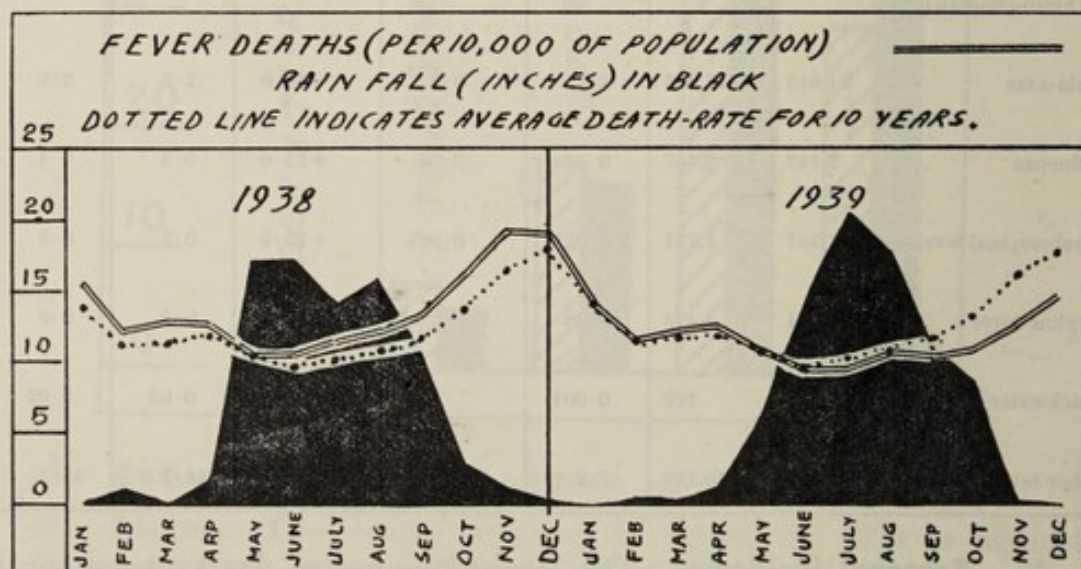 FEVER DEATHS (PER 10,000 OF POPULATION)
RAIN FALL (INCHES) IN BLACK
DOTTED LINE INDICATES AVERAGE DEATH-RATE FOR 10 YEARS.
25
1938 1939
20
15
10
5
0
JAN FEB MAR ARP MAY JUNE JULY AUG SEP OCT NOV DEC JAN FEB MAR APR MAY JUNE JULY AUG SEP OCT NOV DEC